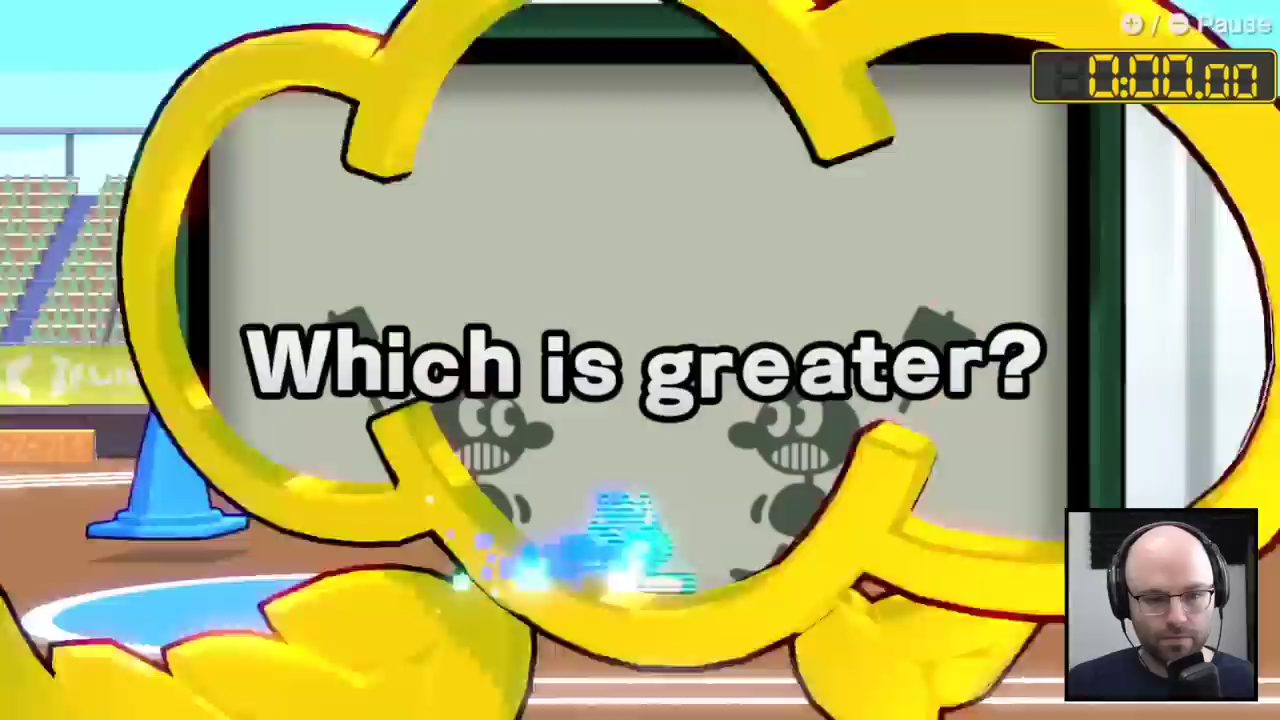 + / - Pause
0:00.00
Which is greater?